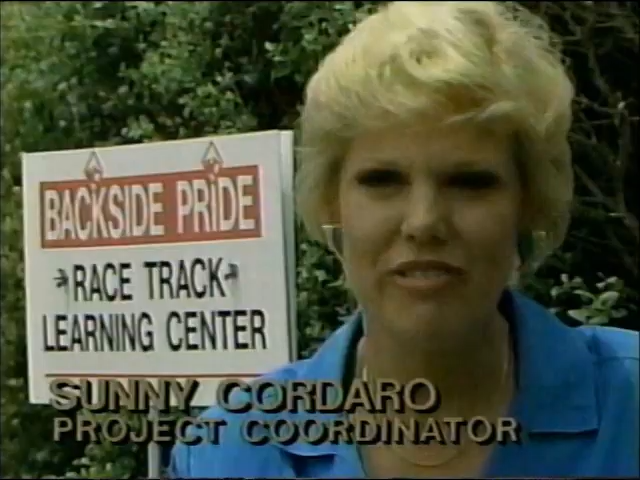 BACKSIDE PRIDE
RACE TRACK
LEARNING CENTER
SUNNY CORDARO
PROJECT COORDINATOR